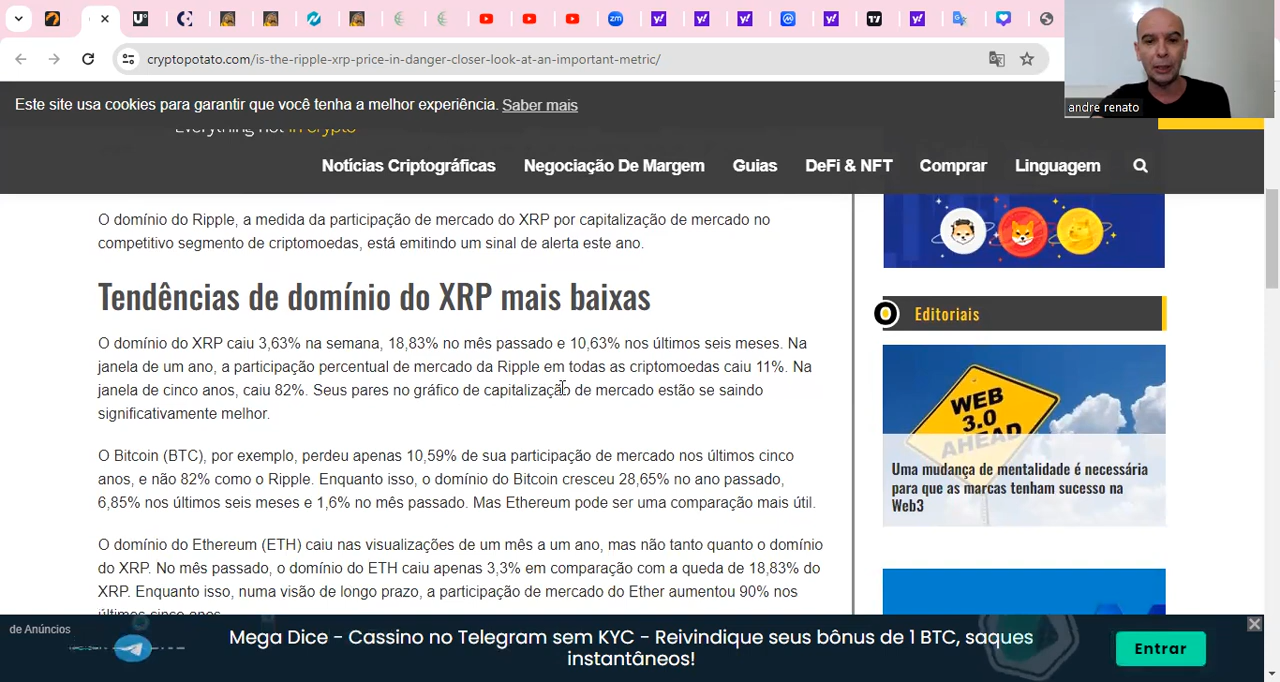 cryptopotato.com/is-the-ripple-xrp-price-in-danger-closer-look-at-an-important-metric/
andre renato
Este site usa cookies para garantir que você tenha a melhor experiência. Saber mais
Everything not in crypto
Notícias Criptográficas Negociação De Margem Guias DeFi & NFT Comprar Linguagem
O domínio do Ripple, a medida da participação de mercado do XRP por capitalização de mercado no
competitivo segmento de criptomoedas, está emitindo um sinal de alerta este ano.
Tendências de domínio do XRP mais baixas
O domínio do XRP caiu 3,63% na semana, 18,83% no mês passado e 10,63% nos últimos seis meses. Na
janela de um ano, a participação percentual de mercado da Ripple em todas as criptomoedas caiu 11%. Na
janela de cinco anos, caiu 82%. Seus pares no gráfico de capitalização de mercado estão se saindo
significativamente melhor.
O Bitcoin (BTC), por exemplo, perdeu apenas 10,59% de sua participação de mercado nos últimos cinco
anos, e não 82% como o Ripple. Enquanto isso, o domínio do Bitcoin cresceu 28,65% no ano passado,
6,85% nos últimos seis meses e 1,6% no mês passado. Mas Ethereum pode ser uma comparação mais útil.
O domínio do Ethereum (ETH) caiu nas visualizações de um mês a um ano, mas não tanto quanto o domínio
do XRP. No mês passado, o domínio do ETH caiu apenas 3,3% em comparação com a queda de 18,83% do
XRP. Enquanto isso, numa visão de longo prazo, a participação de mercado do Ether aumentou 90% nos
últimos cinco anos.
Editoriais
WEB
3.0
AHEAD
Uma mudança de mentalidade é necessária
para que as marcas tenham sucesso na
Web3
de Anúncios
Mega Dice - Cassino no Telegram sem KYC - Reivindique seus bônus de 1 BTC, saques
instantâneos!
Entrar